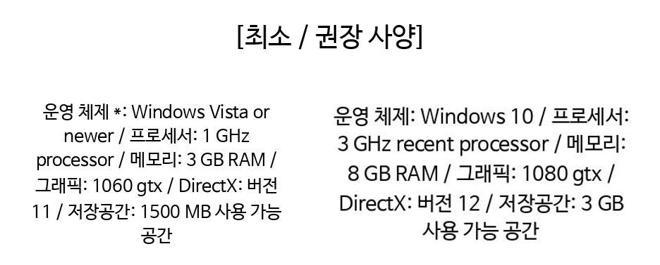 [최소 / 권장 사양]
운영 체제 *: Windows Vista or
newer / 프로세서: 1 GHz
processor / 메모리: 3 GB RAM /
그래픽: 1060 gtx / DirectX: 버전
11 / 저장공간: 1500 MB 사용 가능
공간
운영 체제: Windows 10 / 프로세서:
3 GHz recent processor / 메모리:
8 GB RAM / 그래픽: 1080 gtx /
DirectX: 버전 12 / 저장공간: 3 GB
사용 가능 공간